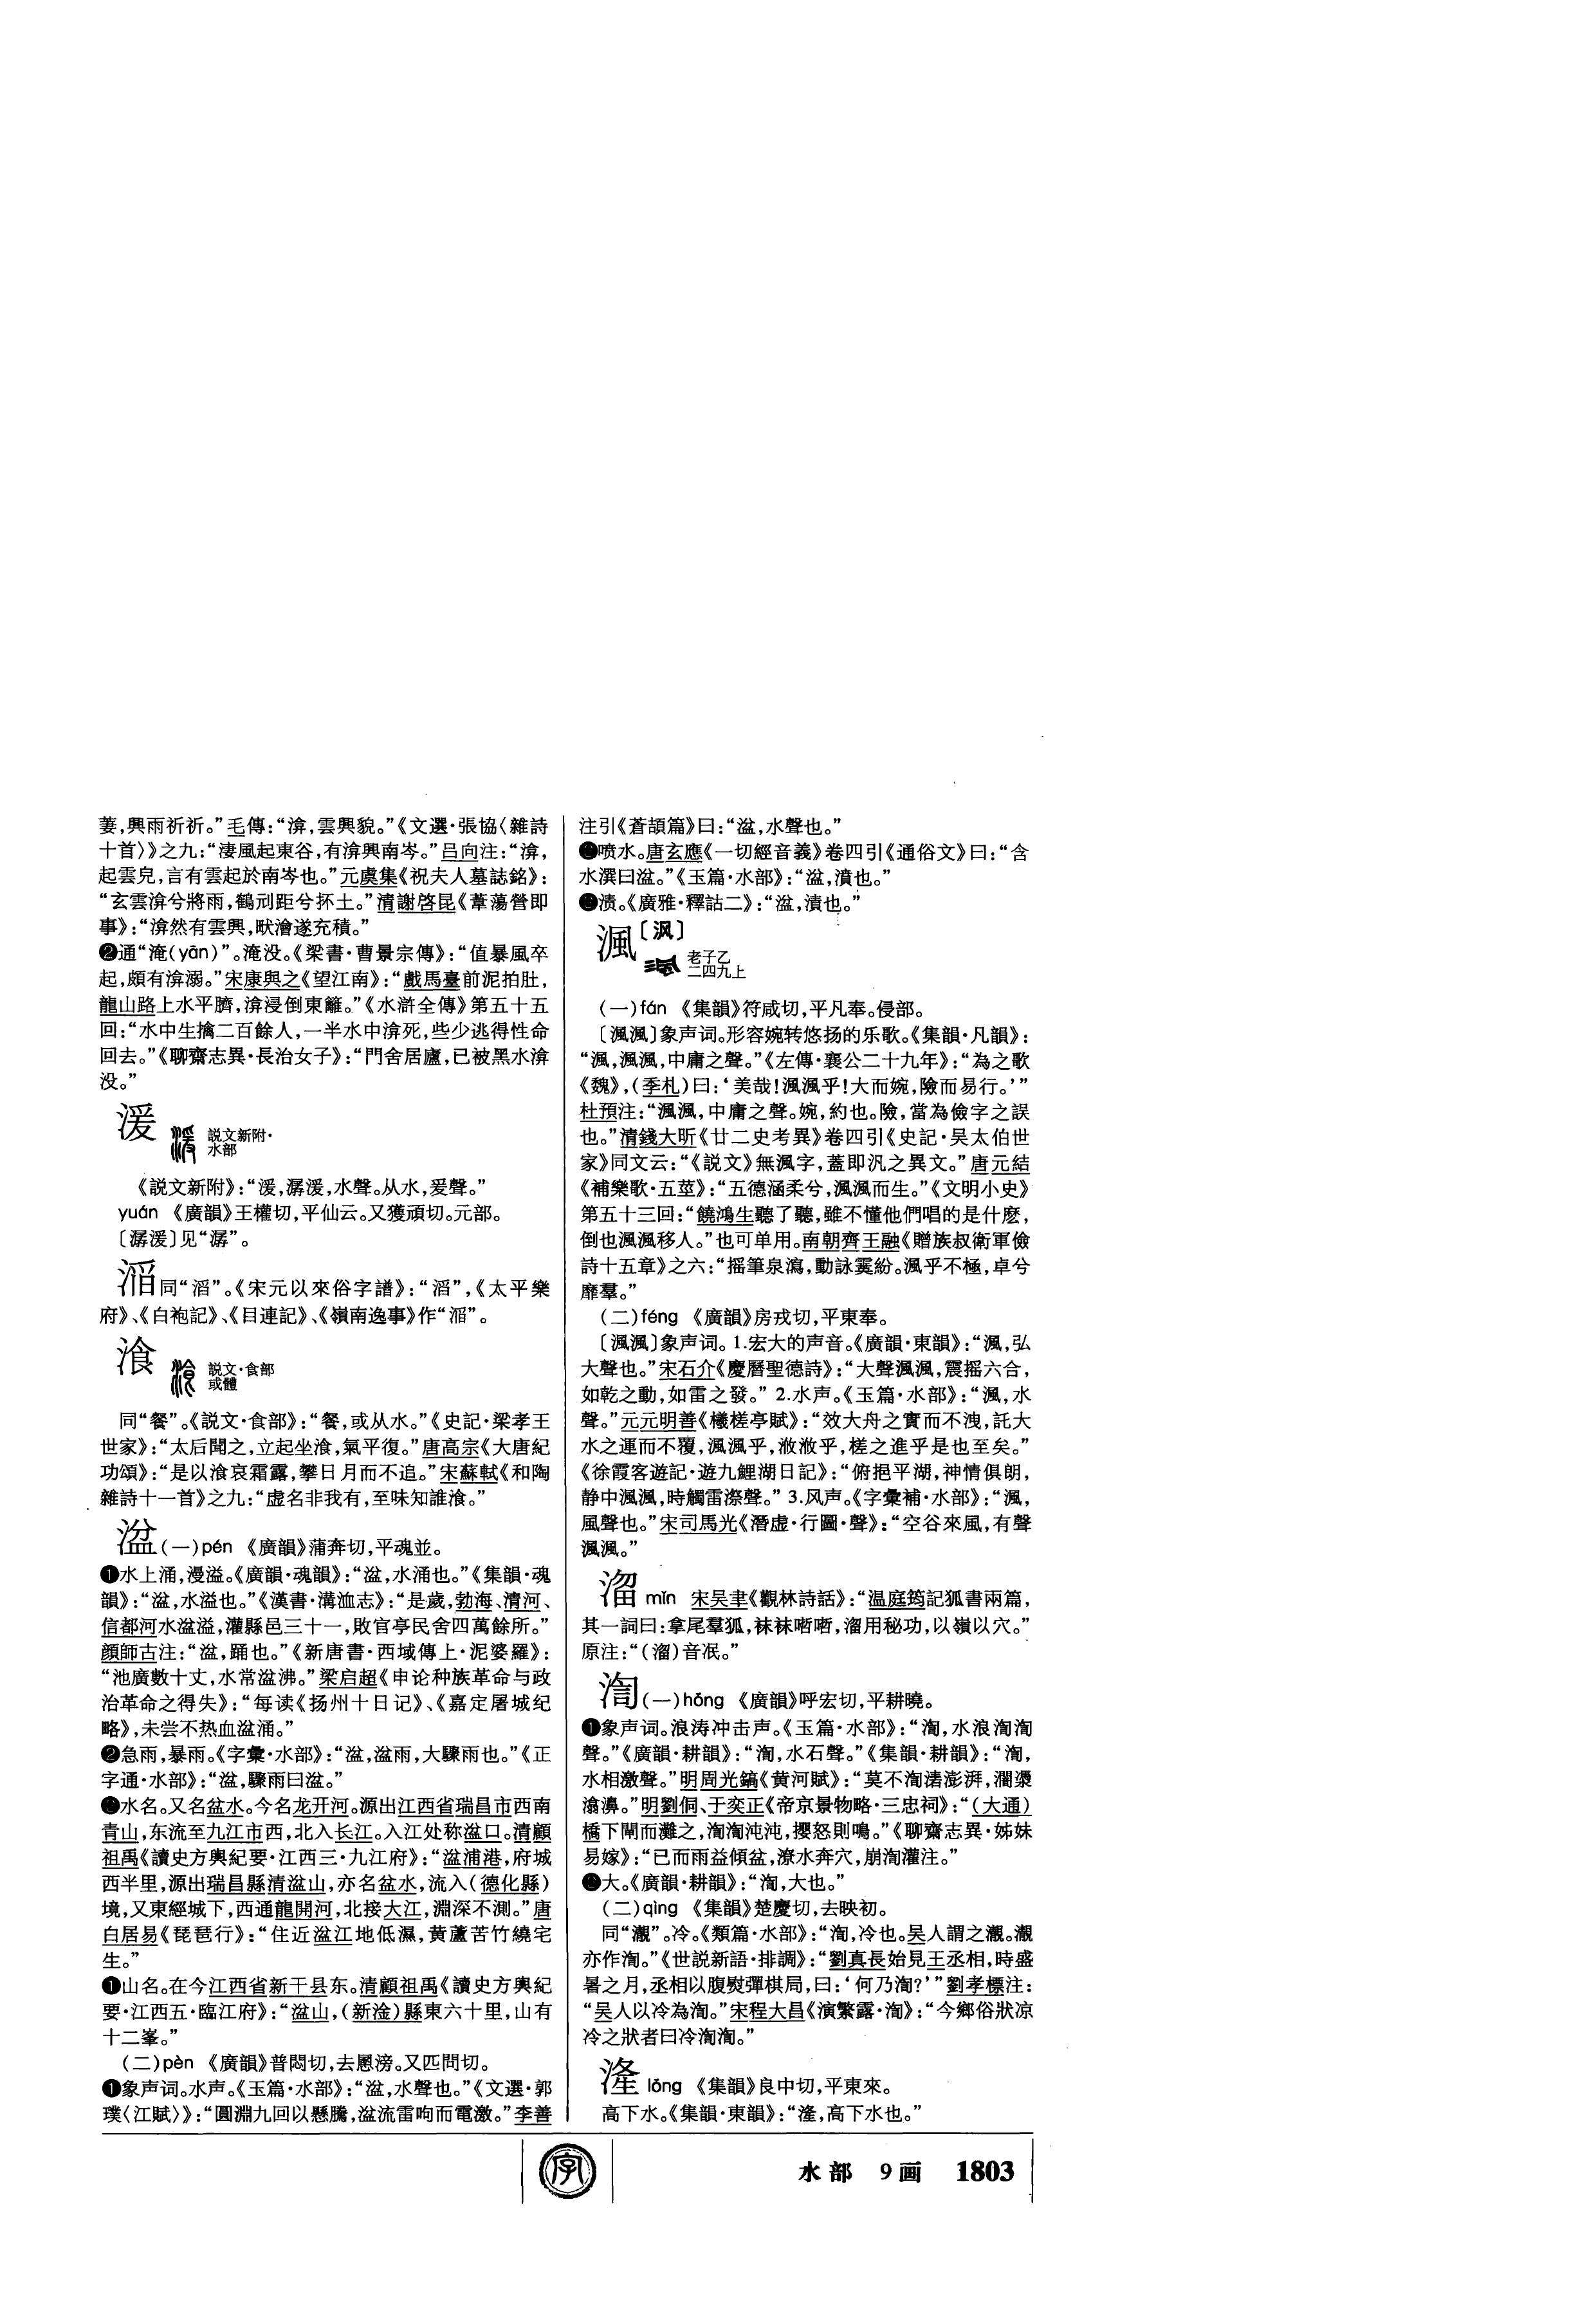 萋，興雨祈祈。”毛傳：“渰，雲興貌。”《文選·張協〈雜詩
十首〉》之九：“淒風起東谷，有渰興南岑。”吕向注：“渰，
起雲皃，言有雲起於南岑也。”元虞集《祝夫人墓誌銘》：
“玄雲渰兮將雨，鶴刓距兮抔土。”清謝啓昆《葦蕩營即
事》：“渰然有雲興，畎澮遂充積。”
❷通“淹(yān)”。淹没。《梁書·曹景宗傳》：“值暴風卒
起，頗有渰溺。”宋康與之《望江南》：“戲馬臺前泥拍肚，
龍山路上水平臍，渰浸倒東籬。”《水滸全傳》第五十五
回：“水中生擒二百餘人，一半水中渰死，些少逃得性命
回去。”《聊齋志異·長治女子》：“門舍居廬，已被黑水渰
没。”
湲 説文新附·
水部
《説文新附》：“湲，潺湲，水聲。从水，爰聲。”
yuán 《廣韻》王權切，平仙云。又獲頑切。元部。
〔潺湲〕见“潺”。
同“滔”。《宋元以來俗字譜》：“滔”，《太平樂
府》、《白袍記》、《目連記》、《嶺南逸事》作“”。
湌 説文·食部
或體
同“餐”。《説文·食部》：“餐，或从水。”《史記·梁孝王
世家》：“太后聞之，立起坐湌，氣平復。”唐高宗《大唐紀
功頌》：“是以湌哀霜露，攀日月而不追。”宋蘇軾《和陶
雜詩十一首》之九：“虚名非我有，至味知誰湌。”
湓(一)pén 《廣韻》蒲奔切，平魂並。
❶水上涌，漫溢。《廣韻·魂韻》：“湓，水涌也。”《集韻·魂
韻》：“湓，水溢也。”《漢書·溝洫志》：“是歲，勃海、清河、
信都河水湓溢，灌縣邑三十一，敗官亭民舍四萬餘所。”
顔師古注：“湓，踊也。”《新唐書·西域傳上·泥婆羅》：
“池廣數十丈，水常湓沸。”梁启超《申论种族革命与政
治革命之得失》：“每读《扬州十日记》、《嘉定屠城纪
略》，未尝不热血湓涌。”
❷急雨，暴雨。《字彙·水部》：“湓，湓雨，大驟雨也。”《正
字通·水部》：“湓，驟雨曰湓。”
水名。又名盆水。今名龙开河。源出江西省瑞昌市西南
青山，东流至九江市西，北入长江。入江处称湓口。清顧
祖禹《讀史方輿紀要·江西三·九江府》：“湓浦港，府城
西半里，源出瑞昌縣清湓山，亦名盆水，流入(德化縣)
境，又東經城下，西通龍開河，北接大江，淵深不測。”唐
白居易《琵琶行》：“住近湓江地低濕，黄蘆苦竹繞宅
生。”
山名。在今江西省新干县东。清顧祖禹《讀史方輿紀
要·江西五·臨江府》：“湓山，(新淦)縣東六十里，山有
十二峯。”
(二)pèn 《廣韻》普悶切，去慁滂。又匹問切。
❶象声词。水声。《玉篇·水部》：“湓，水聲也。”《文選·郭
璞〈江賦〉》：“圓淵九回以懸騰，湓流雷呴而電激。”李善
注引《蒼頡篇》曰：“湓，水聲也。”
喷水。唐玄應《一切經音義》卷四引《通俗文》曰：“含
水潠曰湓。”《玉篇·水部》：“湓，濆也。”
渍。《廣雅·釋詁二》：“湓，漬也。”
渢〔沨〕
老子乙
二四九上
(一)fán 《集韻》符咸切，平凡奉。侵部。
〔渢渢〕象声词。形容婉转悠扬的乐歌。《集韻·凡韻》：
“渢，渢渢，中庸之聲。”《左傳·襄公二十九年》：“為之歌
《魏》，(季札)曰：‘美哉！渢渢乎！大而婉，險而易行。’”
杜預注：“渢渢，中庸之聲。婉，約也。險，當為儉字之誤
也。”清錢大昕《廿二史考異》卷四引《史記·吴太伯世
家》同文云：“《説文》無渢字，蓋即汎之異文。”唐元結
《補樂歌·五莖》：“五德涵柔兮，渢渢而生。”《文明小史》
第五十三回：“饒鴻生聽了聽，雖不懂他們唱的是什麽，
倒也渢渢移人。”也可单用。南朝齊王融《贈族叔衛軍儉
詩十五章》之六：“摇筆泉瀉，動詠雰紛。渢乎不極，卓兮
靡羣。”
(二)féng 《廣韻》房戎切，平東奉。
〔渢渢〕象声词。1.宏大的声音。《廣韻·東韻》：“渢，弘
大聲也。”宋石介《慶曆聖德詩》：“大聲渢渢，震摇六合，
如乾之動，如雷之發。” 2.水声。《玉篇·水部》：“渢，水
聲。”元元明善《檥槎亭賦》：“效大舟之實而不洩，託大
水之運而不覆，渢渢乎，浟浟乎，槎之進乎是也至矣。”
《徐霞客遊記·遊九鯉湖日記》：“俯挹平湖，神情俱朗，
静中渢渢，時觸雷漈聲。” 3.风声。《字彙補·水部》：“渢，
風聲也。”宋司馬光《潛虚·行圖·聲》：“空谷來風，有聲
渢渢。”
mǐn 宋吴聿《觀林詩話》：“温庭筠記狐書兩篇，
其一詞曰：拿尾羣狐，袜袜唽唽，用秘功，以嶺以穴。”
原注：“()音泯。”
渹(一)hōng 《廣韻》呼宏切，平耕曉。
❶象声词。浪涛冲击声。《玉篇·水部》：“渹，水浪渹渹
聲。”《廣韻·耕韻》：“渹，水石聲。”《集韻·耕韻》：“渹，
水相激聲。”明周光鎬《黄河賦》：“莫不渹濭澎湃，灛瀴
滃濞。”明劉侗、于奕正《帝京景物略·三忠祠》：“(大通)
橋下閘而灘之，渹渹沌沌，攖怒則鳴。”《聊齋志異·姊妹
易嫁》：“已而雨益傾盆，潦水奔穴，崩渹灌注。”
大。《廣韻·耕韻》：“渹，大也。”
(二)qìng 《集韻》楚慶切，去映初。
同“瀙”。冷。《類篇·水部》：“渹，冷也。吴人謂之瀙。瀙
亦作渹。”《世説新語·排調》：“劉真長始見王丞相，時盛
暑之月，丞相以腹熨彈棋局，曰：‘何乃渹？’”劉孝標注：
“吴人以冷為渹。”宋程大昌《演繁露·渹》：“今鄉俗狀凉
冷之狀者曰冷渹渹。”
漨 lóng 《集韻》良中切，平東來。
高下水。《集韻·東韻》：“，高下水也。”
字
水部 9画 1803